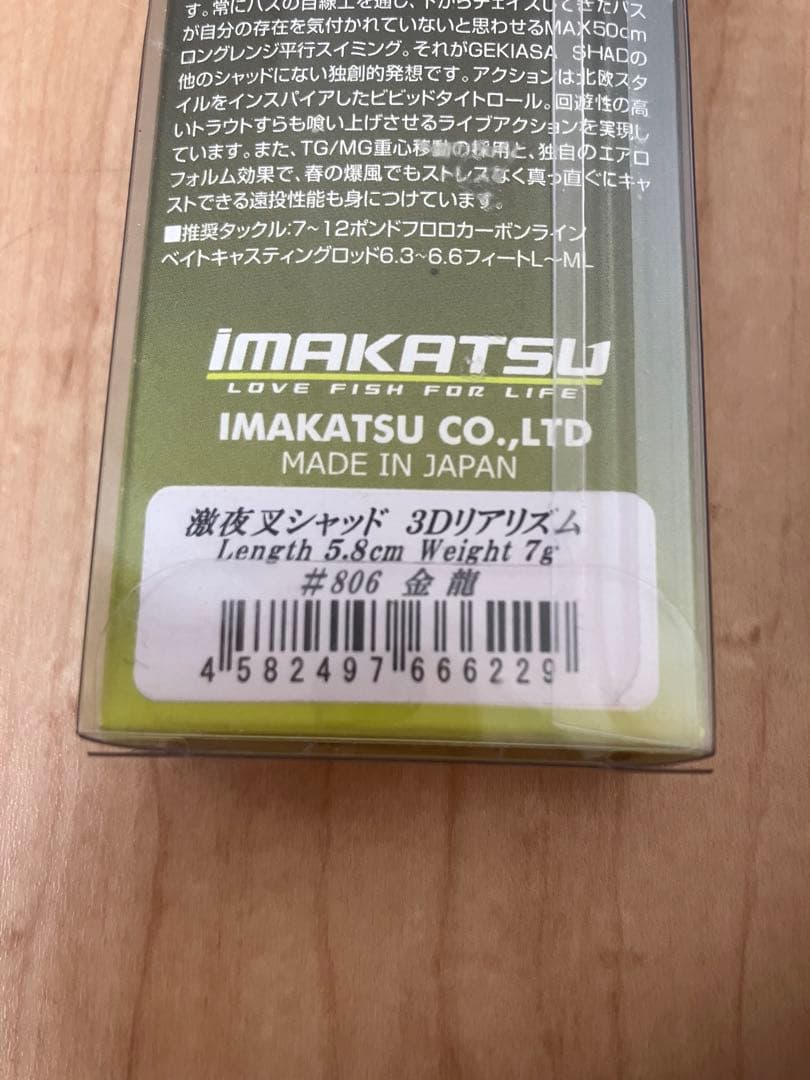 す。常にバスの目線上を通し、下からチェイスしてきたバス
が自分の存在を気付かれていないと思わせるMAX50cm
ロングレンジ平行スイミング。それがGEKIASA SHADの
他のシャッドにない独創的発想です。アクションは北欧スタ
イルをインスパイアしたビビッドタイトロール。回遊性の高
いトラウトすらも喰い上げさせるライブアクションを実現し
ています。また、TG/MG重心移動の採用と、独自のエアロ
フォルム効果で、春の爆風でもストレスなく真っ直ぐにキャ
ストできる遠投性能も身につけています。
■推奨タックル:7~12ポンドフロロカーボンライン
ベイトキャスティングロッド6.3~6.6フィートL~ML
IMAKATSU
LOVE FISH FOR LIFE
IMAKATSU CO.,LTD
MADE IN JAPAN
激夜叉シャッド 3Dリアリズム
Length 5.8cm Weight 7g
#806 金龍
4 582497 666229